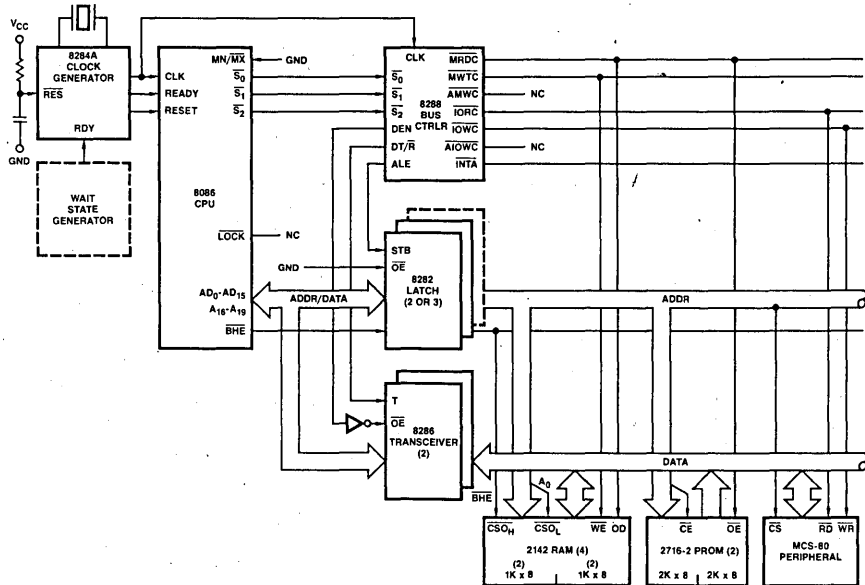 VCC
GND
8284A
CLOCK
GENERATOR
RES
RDY
WAIT
STATE
GENERATOR
CLK
READY
RESET
MN/MX
S0
S1
S2
8086
CPU
LOCK
AD0-AD15
A16-A19
BHE
GND
NC
CLK
S0
S1
S2
DEN
DT/R
ALE
8288
BUS
CTRLR
MRDC
MWTC
AMWC
IORC
IOWC
AIOWC
INTA
NC
NC
STB
GND
OE
8282
LATCH
(2 OR 3)
ADDR/DATA
ADDR
T
OE
8286
TRANSCEIVER
(2)
DATA
BHE
A0
CS0H
CS0L
WE OD
2142 RAM (4)
(2)
1K x 8
(2)
1K x 8
CE
OE
2716-2 PROM (2)
2K x 8
2K x 8
CS
RD WR
MCS-80
PERIPHERAL